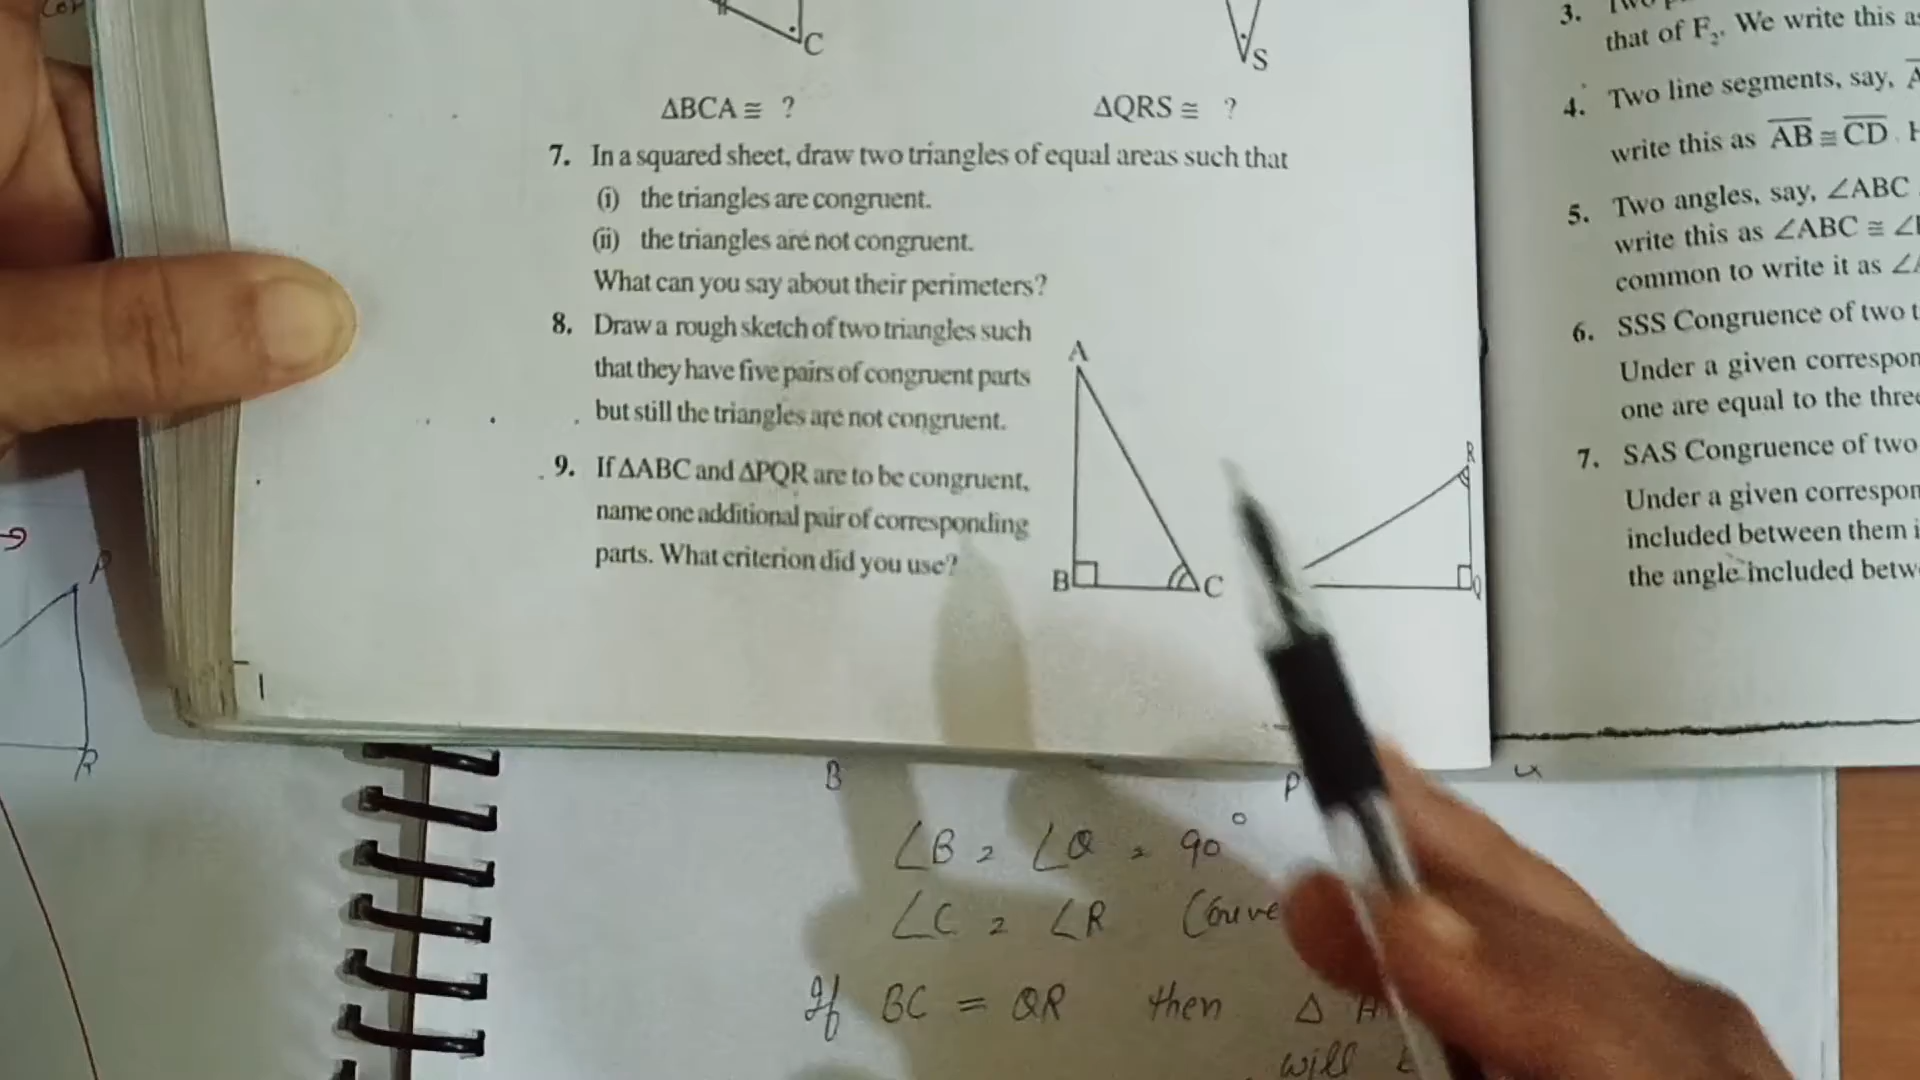 C
S
ΔBCA ≅ ?
ΔQRS ≅ ?
7. In a squared sheet, draw two triangles of equal areas such that
(i) the triangles are congruent.
(ii) the triangles are not congruent.
What can you say about their perimeters?
8. Draw a rough sketch of two triangles such
that they have five pairs of congruent parts
but still the triangles are not congruent.
9. If ΔABC and ΔPQR are to be congruent,
name one additional pair of corresponding
parts. What criterion did you use?
A
B
C
R
Q
3.
that of F₂. We write this
4. Two line segments, say,
write this as AB ≅ CD.
5. Two angles, say, ∠ABC
write this as ∠ABC ≅
common to write it as
6. SSS Congruence of two
Under a given
one are equal to the
7. SAS Congruence of two
Under a given
included between them
the angle included
P
R
B
P
∠B = ∠Q = 90°
∠C = ∠R
If BC = QR then Δ
will